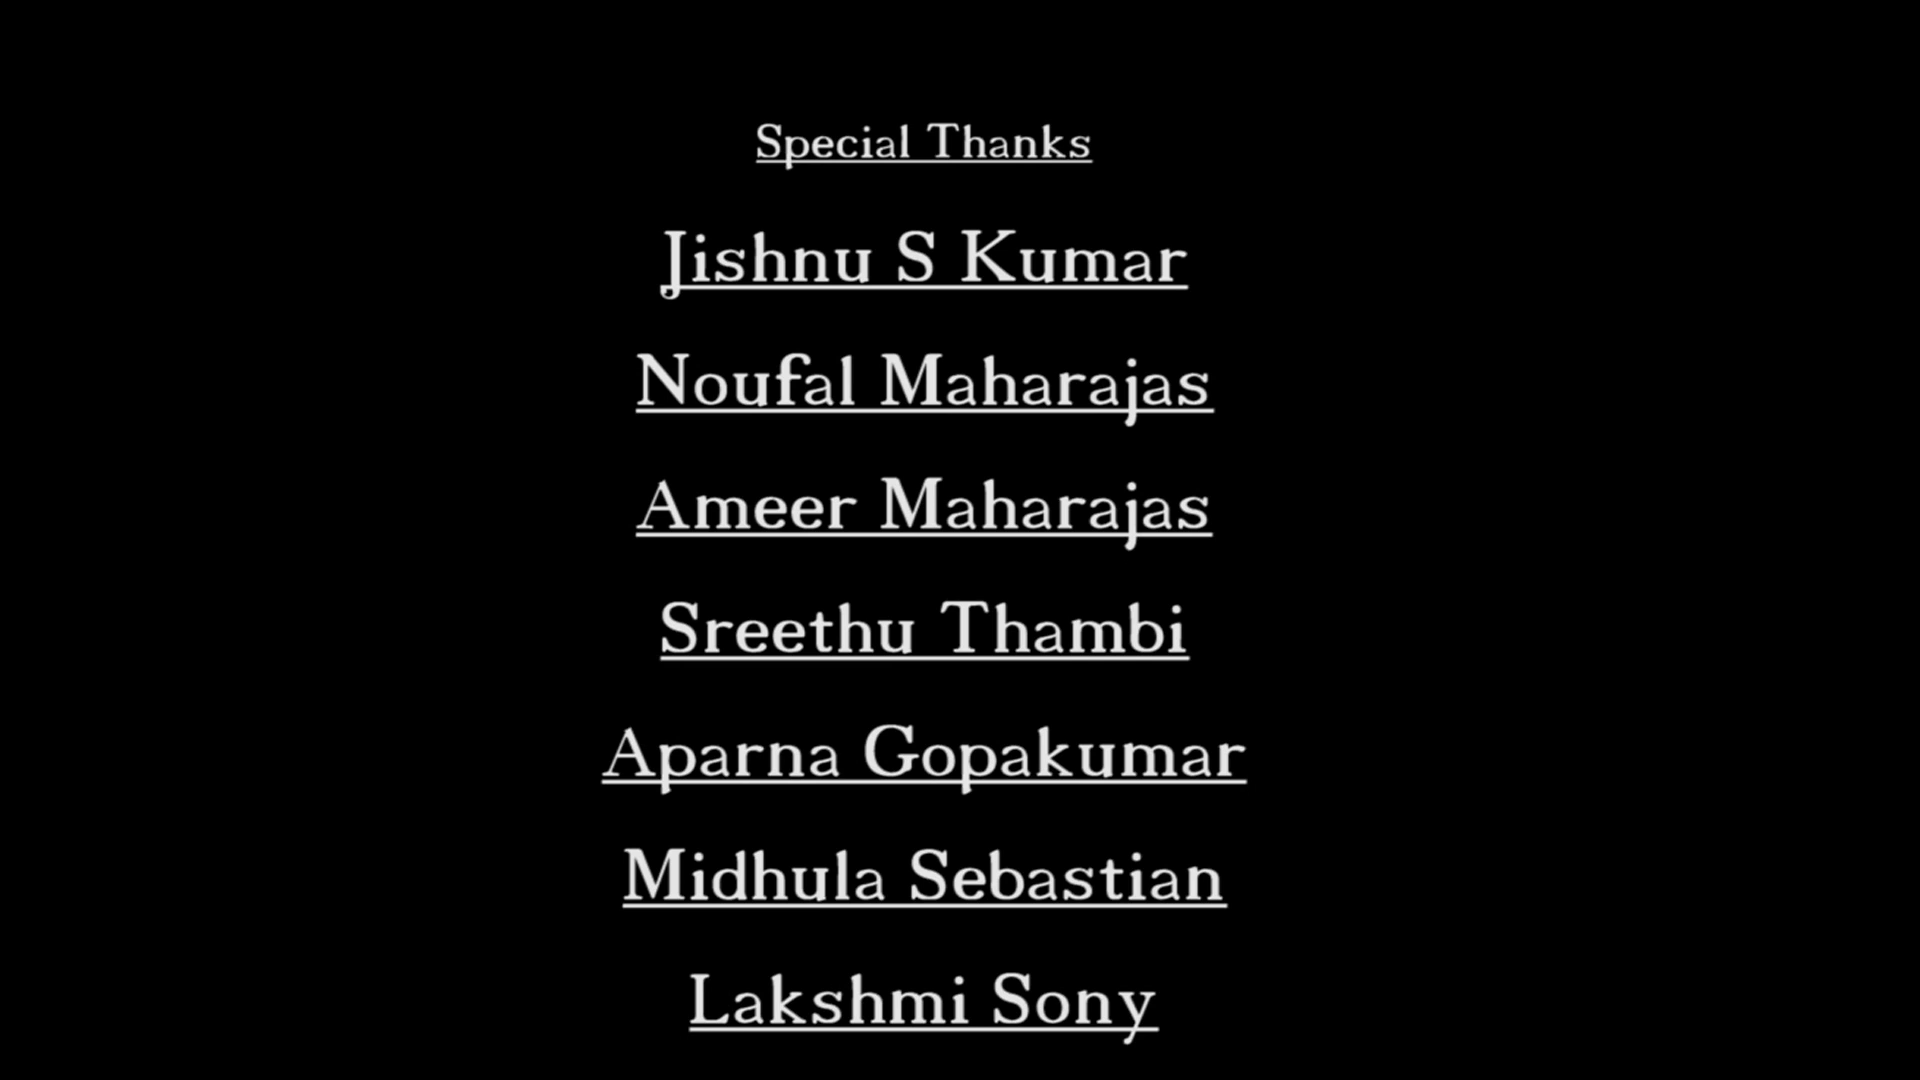 Special Thanks
Jishnu S Kumar
Noufal Maharajas
Ameer Maharajas
Sreethu Thambi
Aparna Gopakumar
Midhula Sebastian
Lakshmi Sony